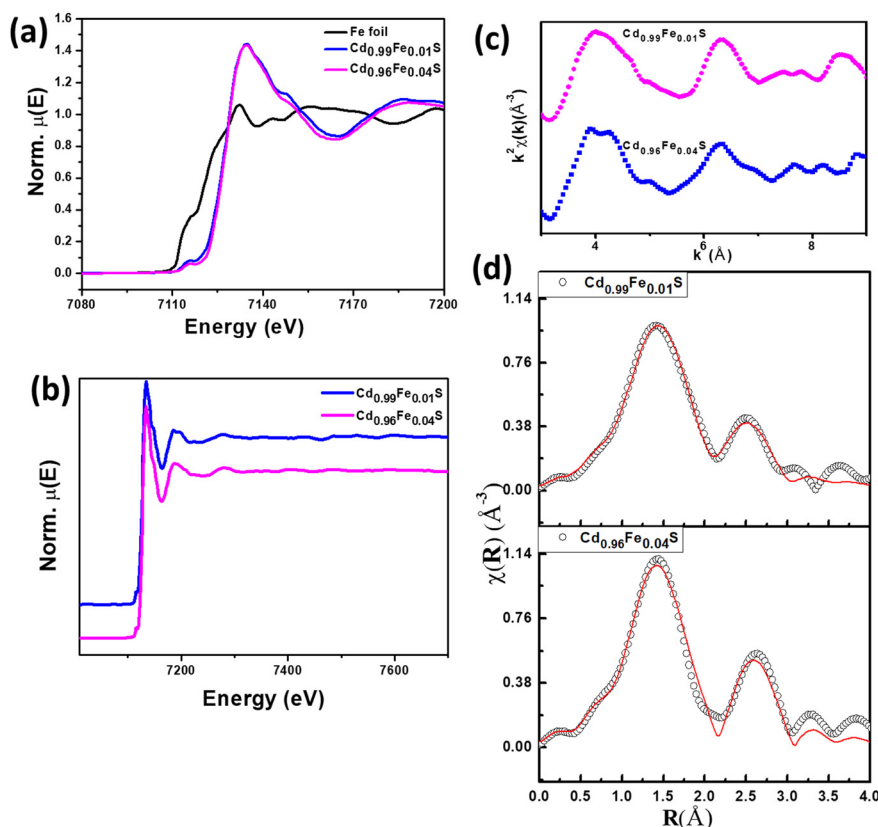 (a)
Fe foil
Cd0.99Fe0.01S
Cd0.96Fe0.04S
Norm. μ(E)
1.6
1.4
1.2
1.0
0.8
0.6
0.4
0.2
0.0
7080 7110 7140 7170 7200
Energy (eV)
(b)
Cd0.99Fe0.01S
Cd0.96Fe0.04S
Norm. μ(E)
7200 7400 7600
Energy (eV)
(c)
Cd0.99Fe0.01S
Cd0.96Fe0.04S
k²χ(k)(Å⁻³)
4 6 8
k (Å)
(d)
Cd0.99Fe0.01S
1.14
0.76
0.38
0.00
Cd0.96Fe0.04S
1.14
0.76
0.38
0.00
χ(R) (Å⁻³)
0.0 0.5 1.0 1.5 2.0 2.5 3.0 3.5 4.0
R(Å)